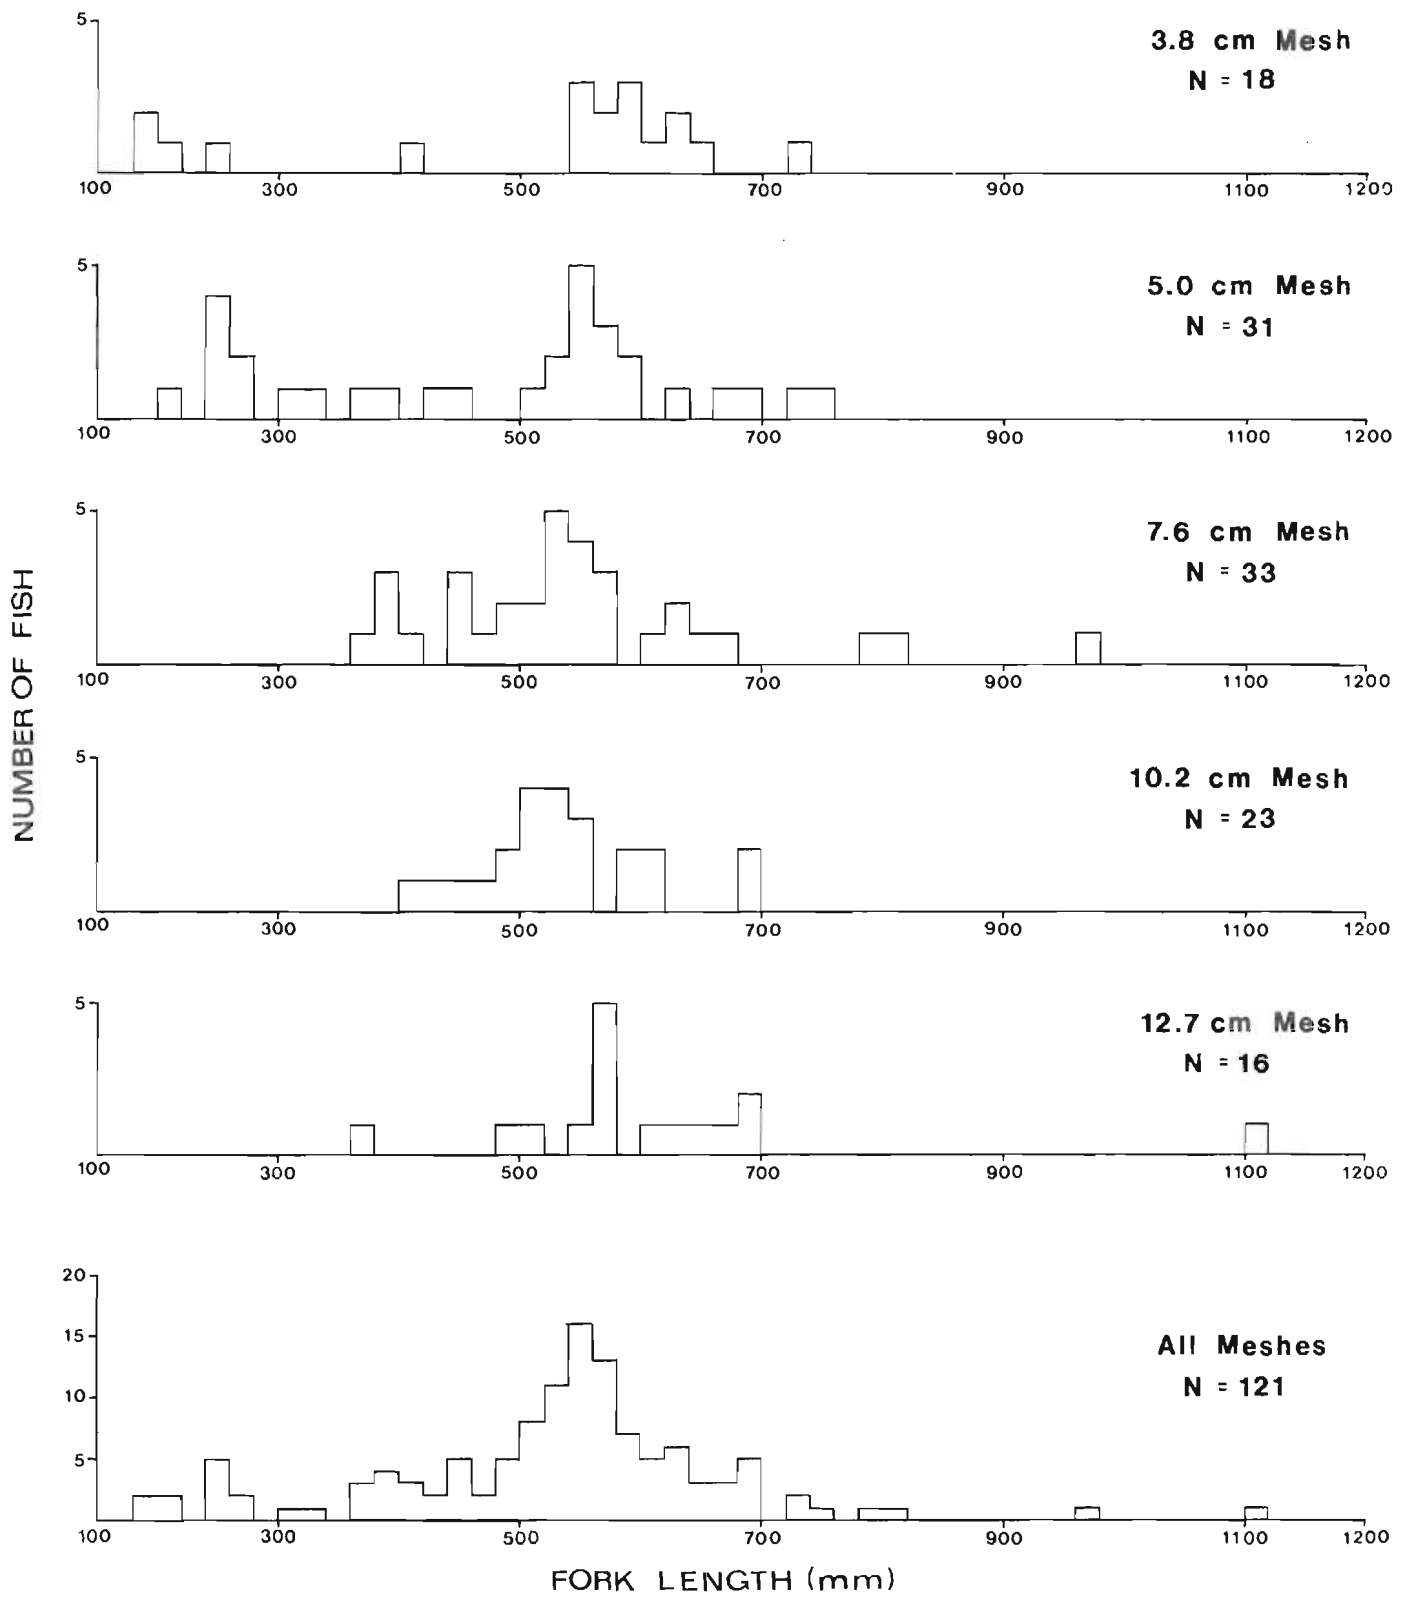 5
3.8 cm Mesh
N = 18
100 300 500 700 900 1100 1200
5
5.0 cm Mesh
N = 31
100 300 500 700 900 1100 1200
5
7.6 cm Mesh
N = 33
100 300 500 700 900 1100 1200
NUMBER OF FISH
5
10.2 cm Mesh
N = 23
100 300 500 700 900 1100 1200
5
12.7 cm Mesh
N = 16
100 300 500 700 900 1100 1200
20
15
10
5
All Meshes
N = 121
100 300 500 700 900 1100 1200
FORK LENGTH (mm)